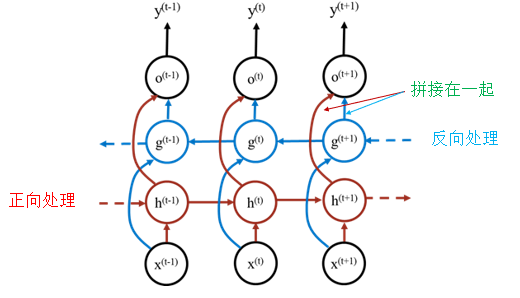 y(t-1) y(t) y(t+1)
o(t-1) o(t) o(t+1)
拼接在一起
g(t-1) g(t) g(t+1)
反向处理
正向处理
h(t-1) h(t) h(t+1)
x(t-1) x(t) x(t+1)